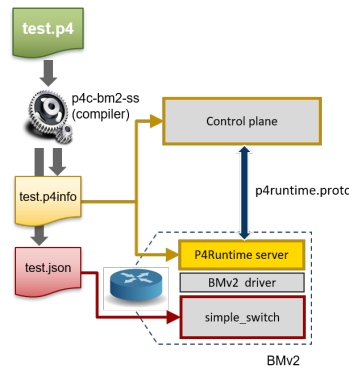 test.p4
p4c-bm2-ss
(compiler)
Control plane
p4runtime.proto
test.p4info
P4Runtime server
test.json
BMv2 driver
simple_switch
BMv2